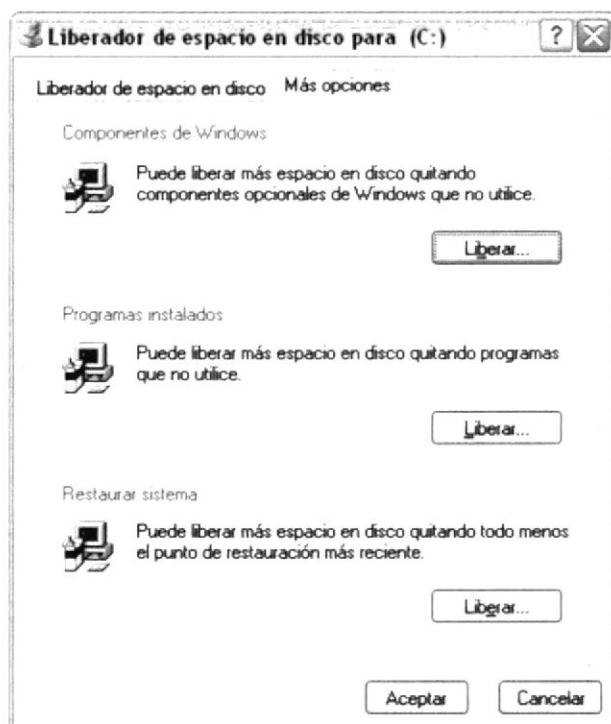 Liberador de espacio en disco para (C:)
Liberador de espacio en disco Más opciones
Componentes de Windows
Puede liberar más espacio en disco quitando
componentes opcionales de Windows que no utilice.
Liberar...
Programas instalados
Puede liberar más espacio en disco quitando programas
que no utilice.
Liberar...
Restaurar sistema
Puede liberar más espacio en disco quitando todo menos
el punto de restauración más reciente.
Liberar...
Aceptar Cancelar